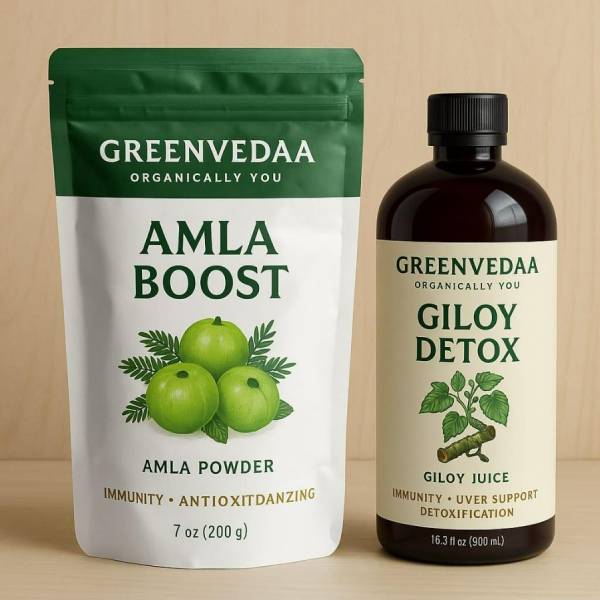 GREENVEDAA
ORGANICALLY YOU
AMLA
BOOST
AMLA POWDER
IMMUNITY • ANTIOXITDANZING
7 oz (200 g)
GREENVEDAA
ORGANICALLY YOU
GILOY
DETOX
GILOY JUICE
IMMUNITY • UVER SUPPORT
DETOXIFICATION
16.3 fl oz (900 mL)